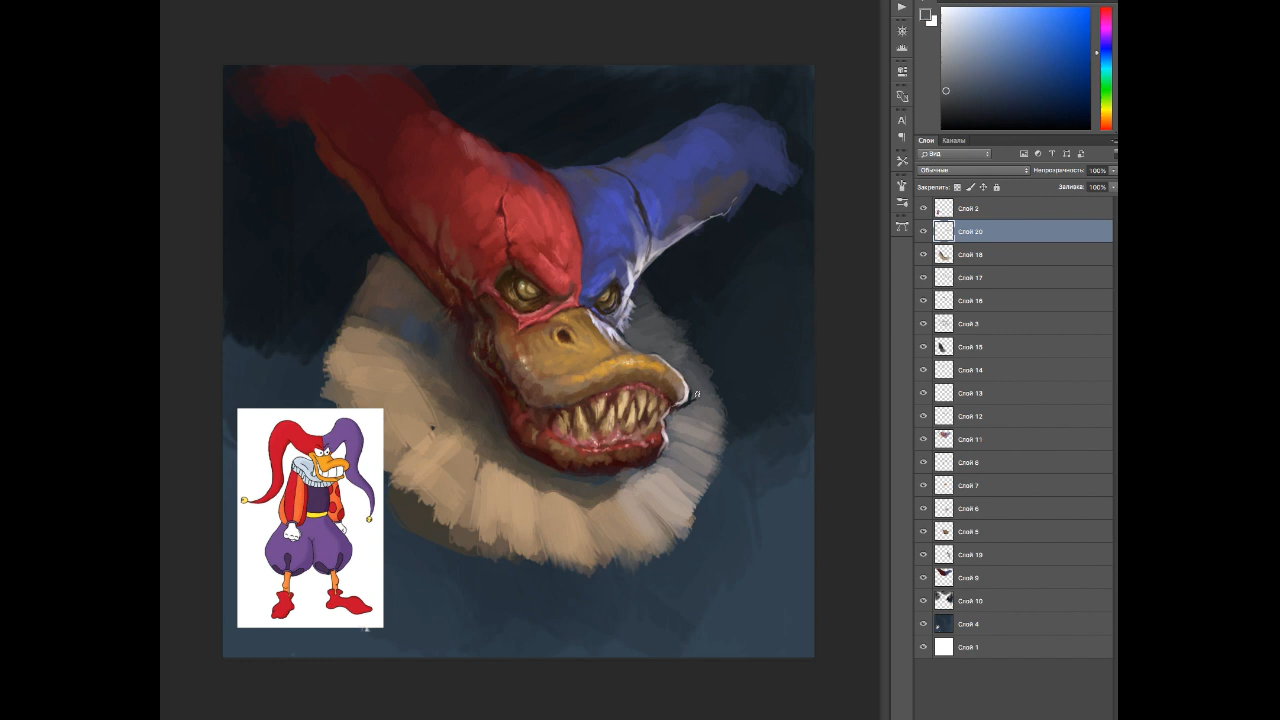 Слои Каналы
Вид
Обычные Непрозрачность: 100%
Закрепить: Заливка: 100%
Слой 2
Слой 20
Слой 18
Слой 17
Слой 16
Слой 3
Слой 15
Слой 14
Слой 13
Слой 12
Слой 11
Слой 8
Слой 7
Слой 6
Слой 5
Слой 19
Слой 9
Слой 10
Слой 4
Слой 1